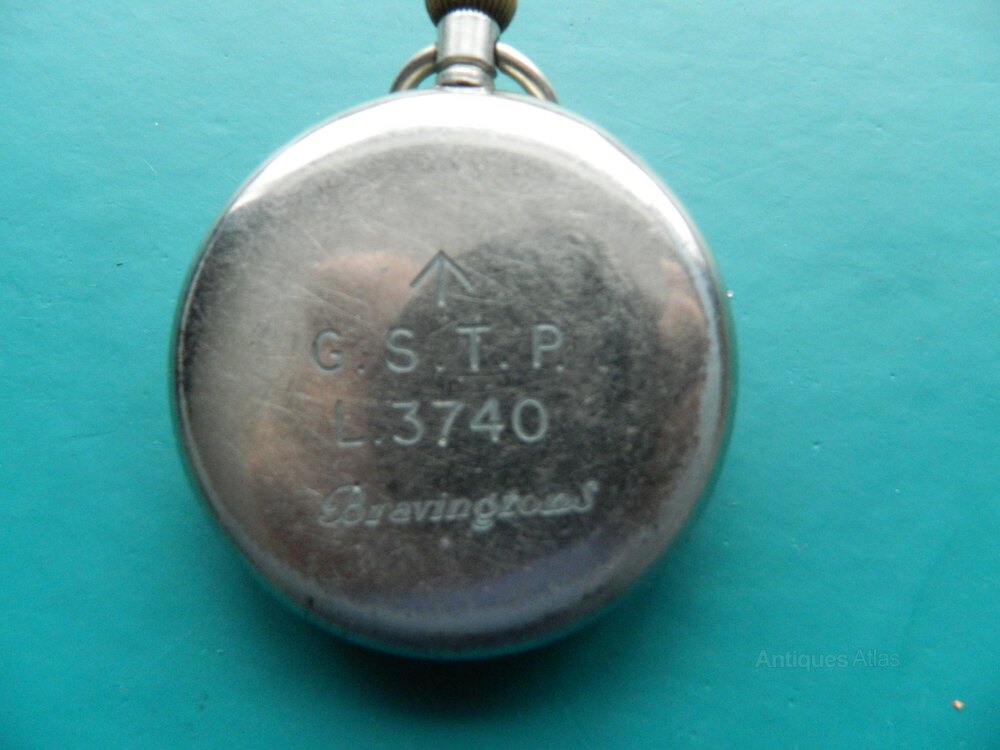 G.S.T.P.
L.3740
Bravingtons
Antiques Atlas